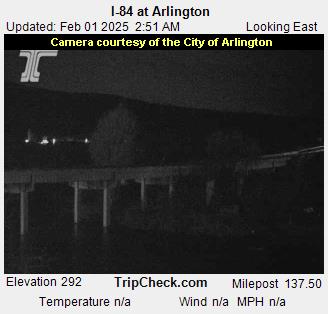 I-84 at Arlington
Updated: Feb 01 2025 2:51 AM Looking East
Camera courtesy of the City of Arlington
Elevation 292 TripCheck.com Milepost 137.50
Temperature n/a Wind n/a MPH n/a